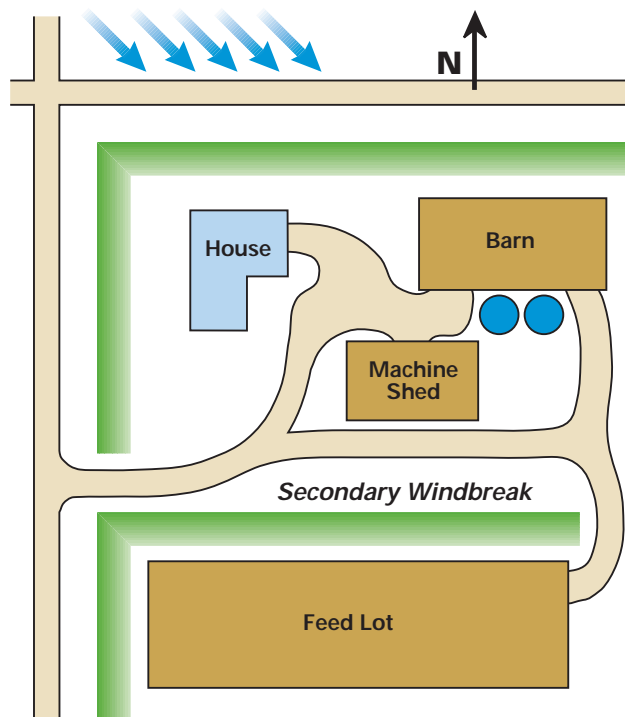 N
House
Barn
Machine
Shed
Secondary Windbreak
Feed Lot